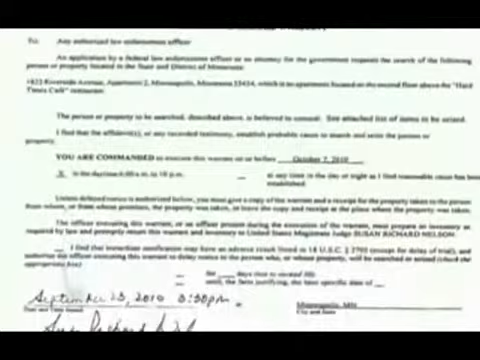 To: Any authorized law enforcement officer
An application by a federal law enforcement officer or an attorney for the government requests the search of the following
person or property located in the State and District of Minnesota:
1822 Riverside Avenue, Apartment 2, Minneapolis, Minnesota 55454, which is an apartment located on the second floor above the "Hard
Times Café" restaurant.
The person or property to be searched, described above, is believed to conceal: See attached list of items to be seized.
I find that the affidavit(s), or any recorded testimony, establish probable cause to search and seize the person or
property.
YOU ARE COMMANDED to execute this warrant on or before October 7, 2010
X in the daytime 6:00 a.m. to 10 p.m. at any time in the day or night as I find reasonable cause has been
established.
Unless delayed notice is authorized below, you must give a copy of the warrant and a receipt for the property taken to the person
from whom, or from whose premises, the property was taken, or leave the copy and receipt at the place where the property was taken.
The officer executing this warrant, or an officer present during the execution of the warrant, must prepare an inventory as
required by law and promptly return this warrant and inventory to United States Magistrate Judge SUSAN RICHARD NELSON.
I find that immediate notification may have an adverse result listed in 18 U.S.C. § 2705 (except for delay of trial), and
authorize the officer executing this warrant to delay notice to the person who, or whose property, will be searched or seized (check
the appropriate box)
for days (not to exceed 30)
until, the facts justifying, the later specific date of
September 23, 2010 3:30pm Minneapolis, MN
Date and Time Issued City and State
Susan Richard